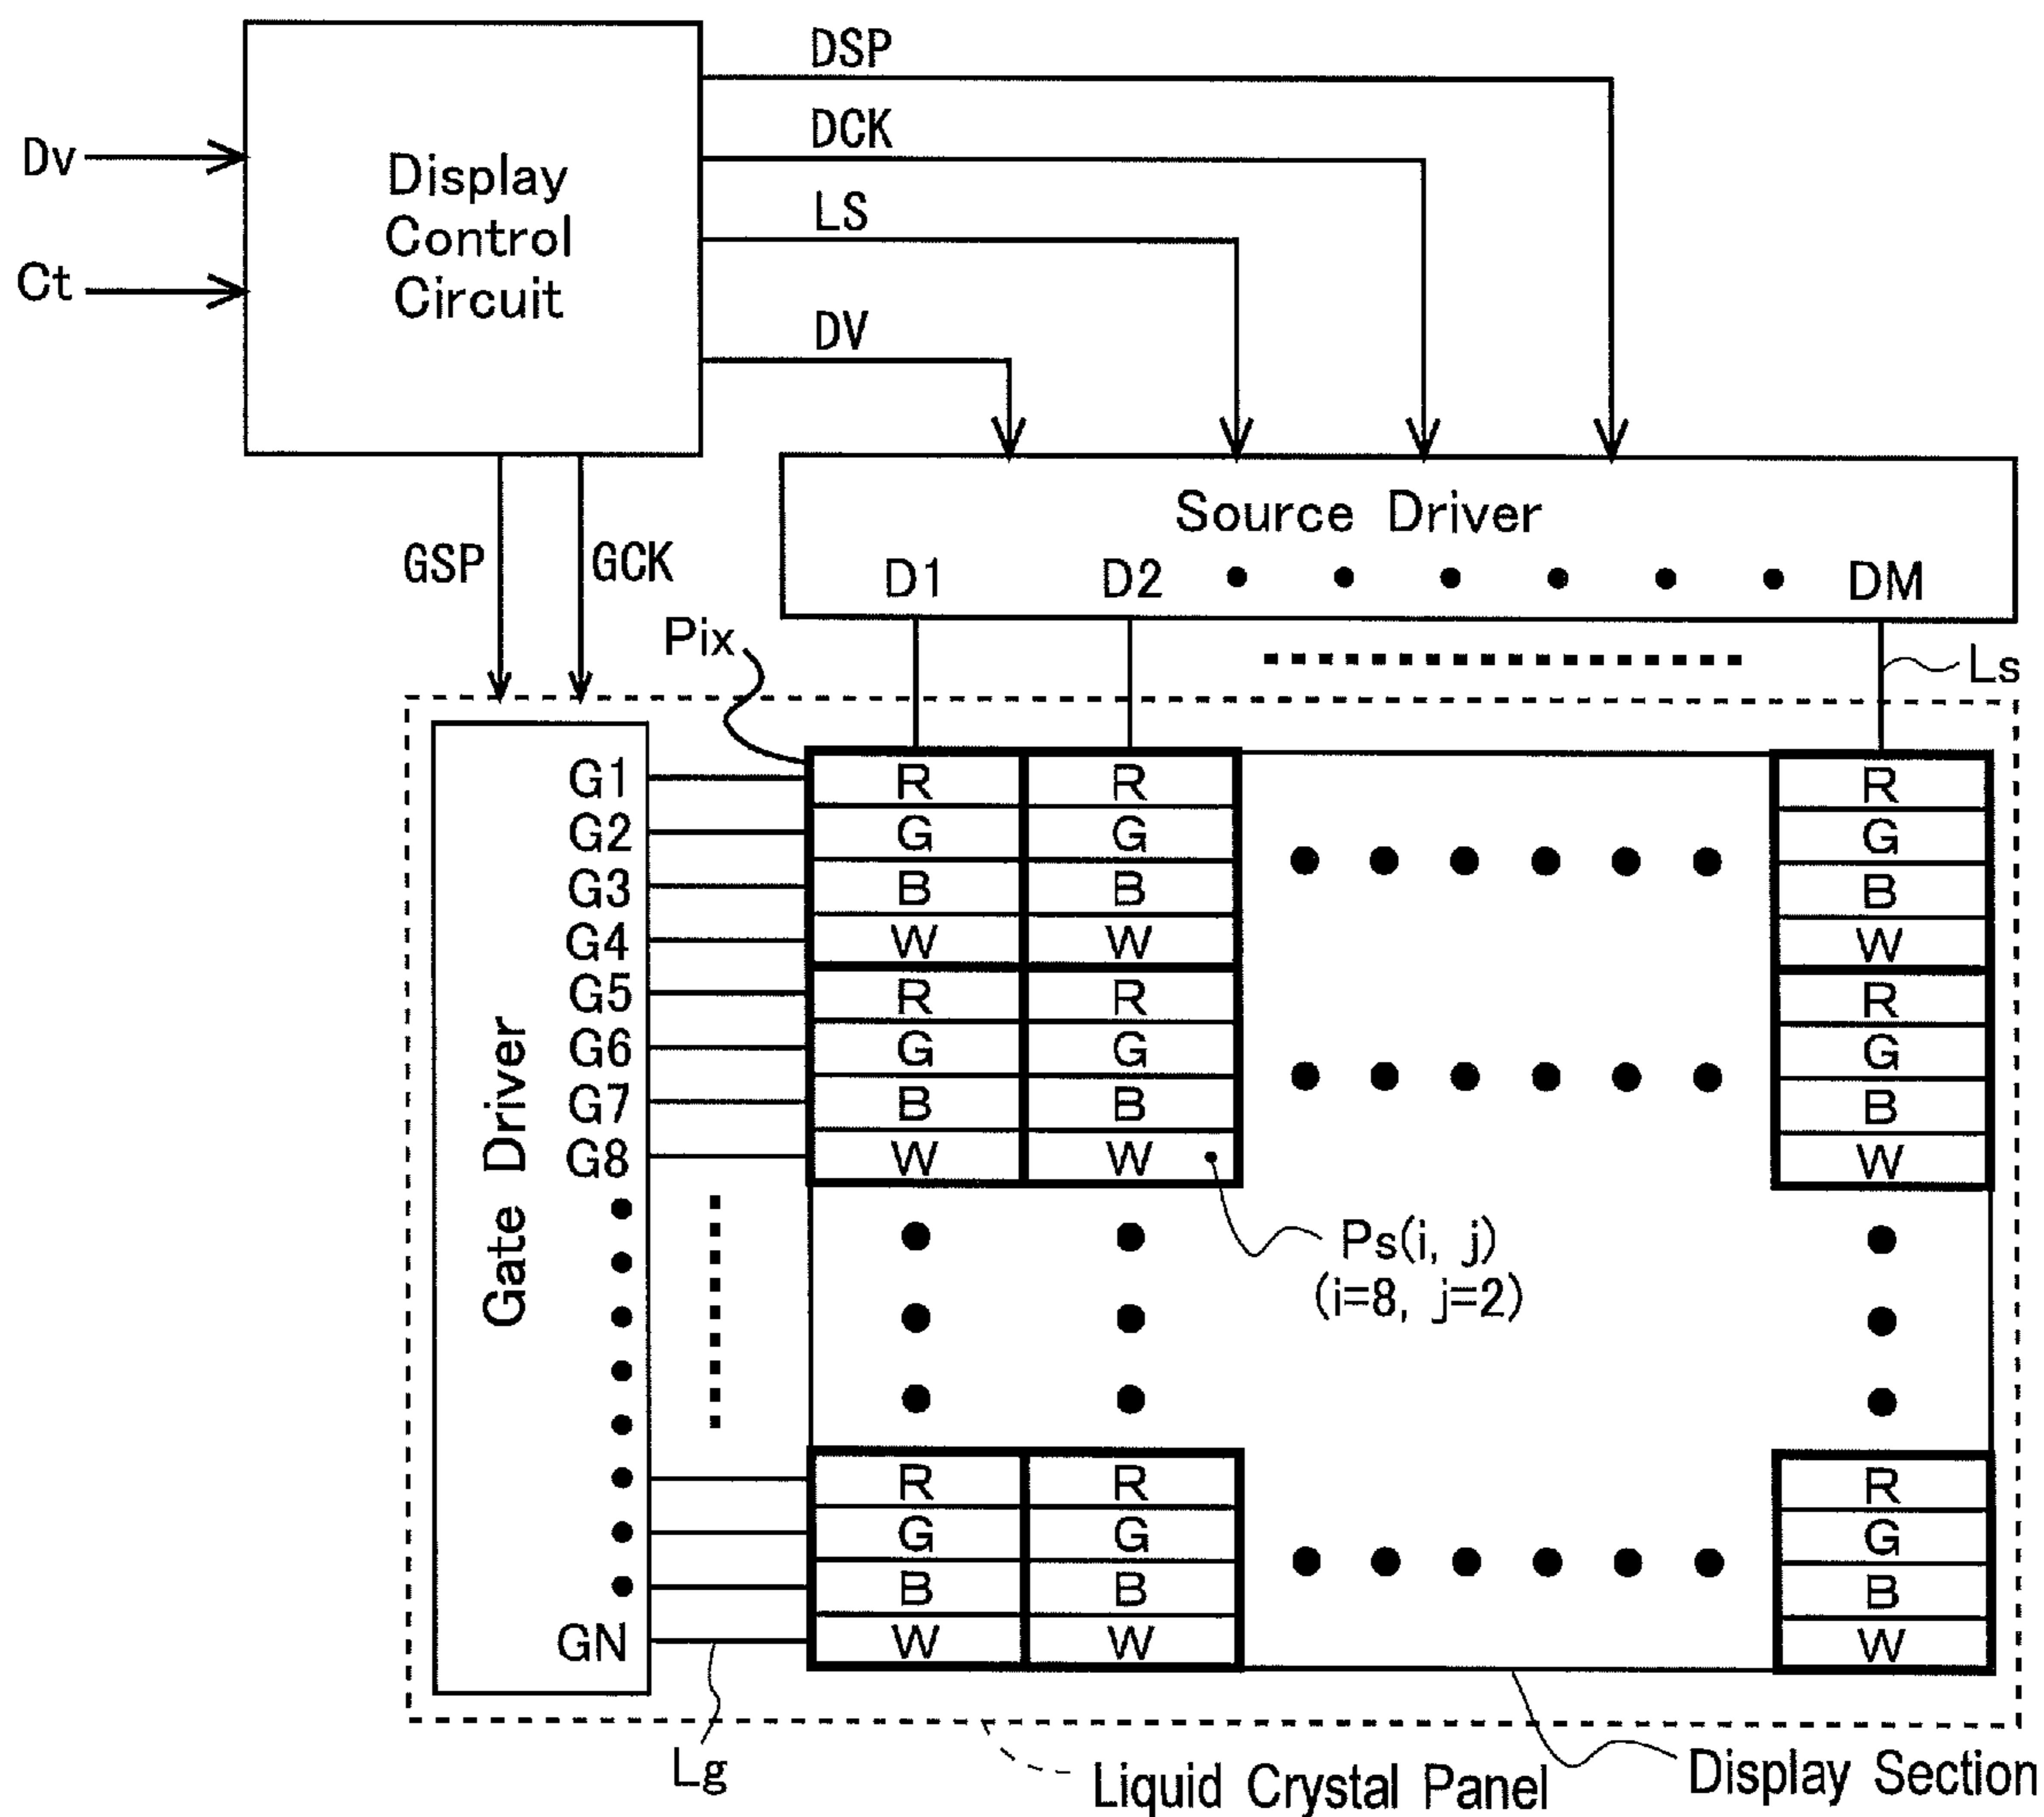 DSP
DCK
LS
DV
Dv
Ct
Display
Control
Circuit
GSP
GCK
Source Driver
D1 D2 DM
Pix
Ls
Gate Driver
G1 R R R
G2 G G G
G3 B B B
G4 W W W
G5 R R R
G6 G G G
G7 B B B
G8 W W W
Ps(i, j)
(i=8, j=2)
R R R
G G G
B B B
GN W W W
Lg
Liquid Crystal Panel
Display Section